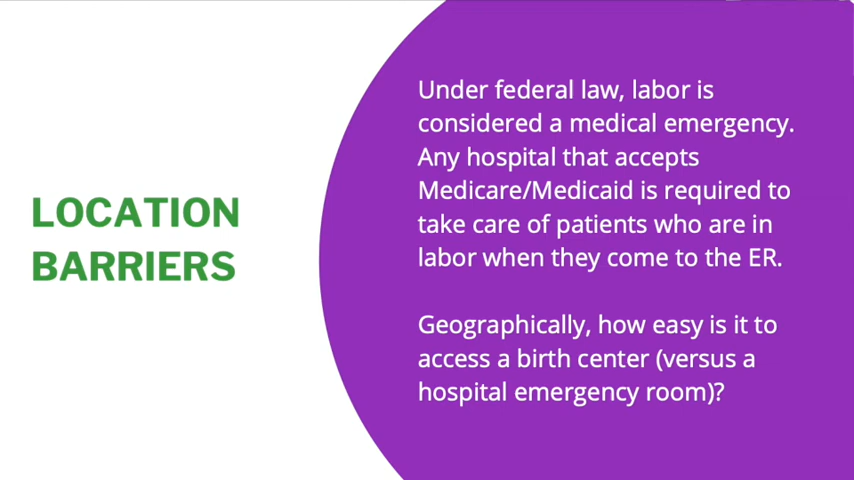 LOCATION
BARRIERS
Under federal law, labor is
considered a medical emergency.
Any hospital that accepts
Medicare/Medicaid is required to
take care of patients who are in
labor when they come to the ER.
Geographically, how easy is it to
access a birth center (versus a
hospital emergency room)?